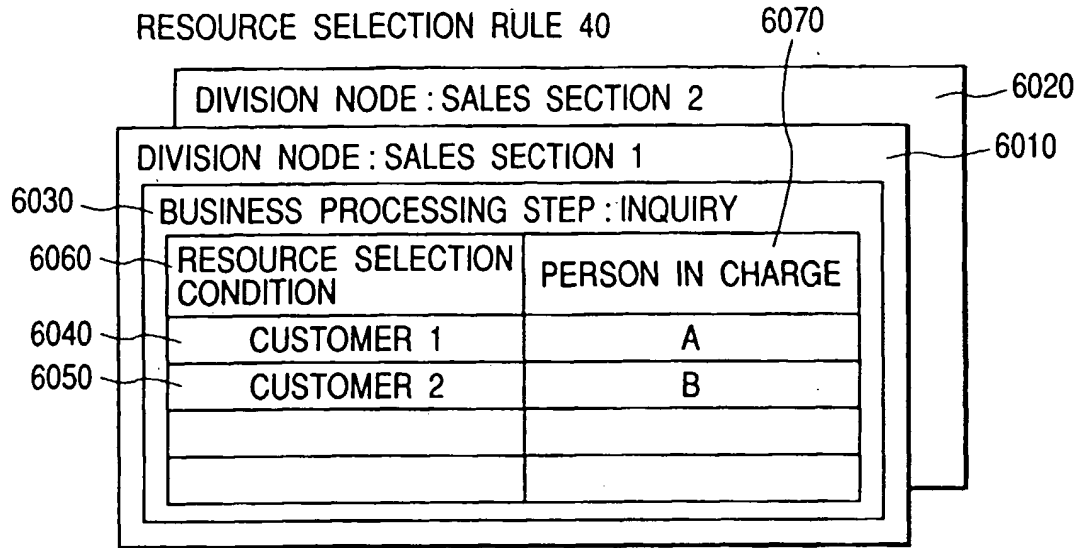 RESOURCE SELECTION RULE 40
6070
DIVISION NODE : SALES SECTION 2
6020
DIVISION NODE : SALES SECTION 1
6010
6030
BUSINESS PROCESSING STEP : INQUIRY
6060
RESOURCE SELECTION
CONDITION
PERSON IN CHARGE
6040
CUSTOMER 1
A
6050
CUSTOMER 2
B